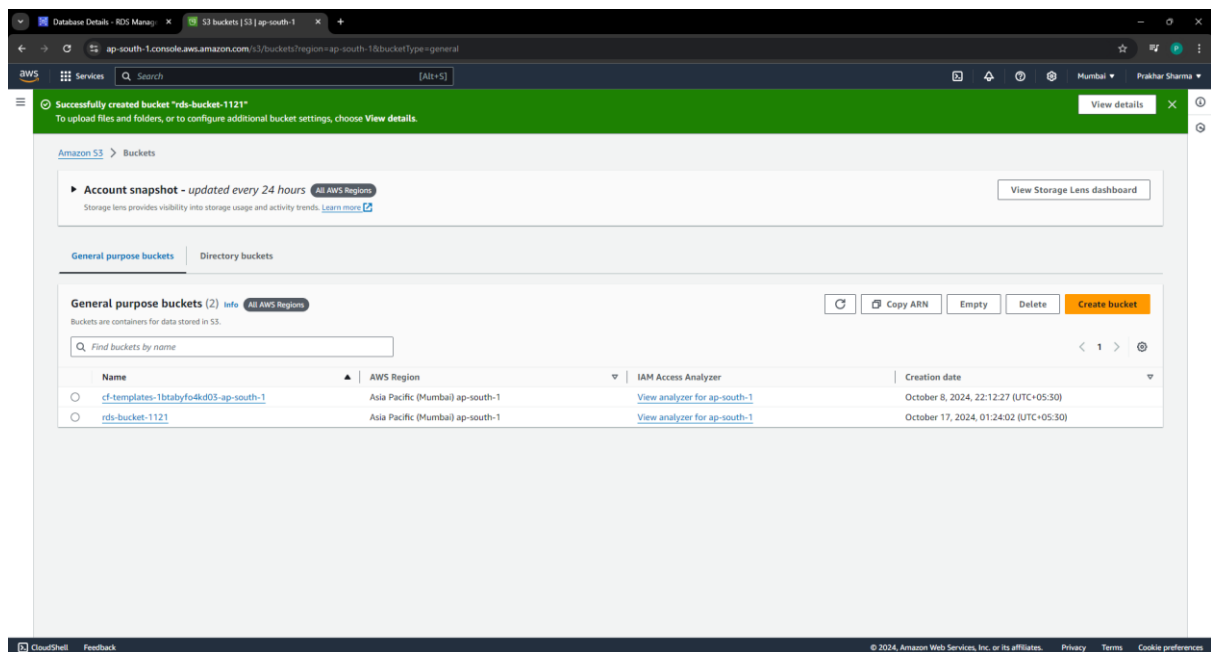 Database Details - RDS Manage
S3 buckets | S3 | ap-south-1
ap-south-1.console.aws.amazon.com/s3/buckets?region=ap-south-1&bucketType=general
P
aws
Services
Search
[Alt+S]
Mumbai
Prakhar Sharma
Successfully created bucket "rds-bucket-1121"
To upload files and folders, or to configure additional bucket settings, choose View details.
View details
Amazon S3 > Buckets
Account snapshot - updated every 24 hours All AWS Regions
Storage lens provides visibility into storage usage and activity trends. Learn more
View Storage Lens dashboard
General purpose buckets
Directory buckets
General purpose buckets (2) Info All AWS Regions
Buckets are containers for data stored in S3.
Copy ARN
Empty
Delete
Create bucket
Find buckets by name
1
Name AWS Region IAM Access Analyzer Creation date
cf-templates-1btabyfo4kd03-ap-south-1 Asia Pacific (Mumbai) ap-south-1 View analyzer for ap-south-1 October 8, 2024, 22:12:27 (UTC+05:30)
rds-bucket-1121 Asia Pacific (Mumbai) ap-south-1 View analyzer for ap-south-1 October 17, 2024, 01:24:02 (UTC+05:30)
CloudShell Feedback © 2024, Amazon Web Services, Inc. or its affiliates. Privacy Terms Cookie preferences